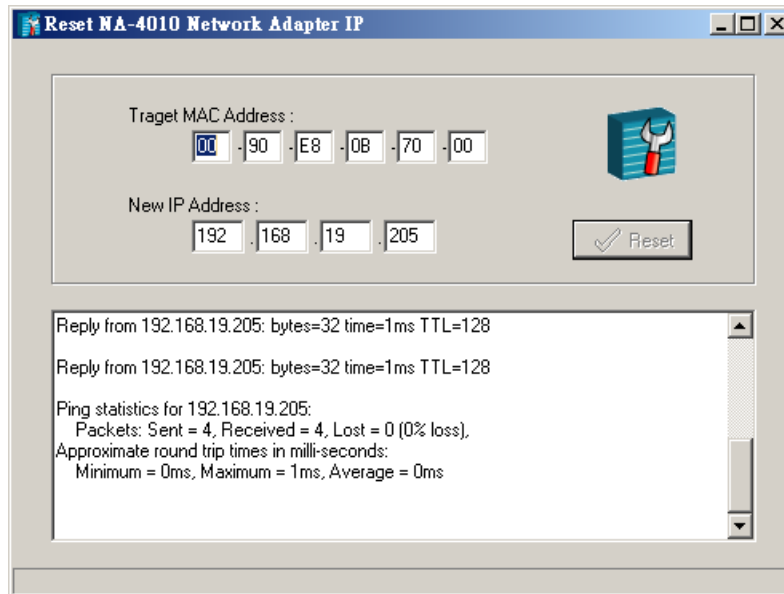 Reset NA-4010 Network Adapter IP
Traget MAC Address :
00 - 90 - E8 - 0B - 70 - 00
New IP Address :
192 . 168 . 19 . 205
Reset
Reply from 192.168.19.205: bytes=32 time=1ms TTL=128
Reply from 192.168.19.205: bytes=32 time=1ms TTL=128
Ping statistics for 192.168.19.205:
Packets: Sent = 4, Received = 4, Lost = 0 (0% loss),
Approximate round trip times in milli-seconds:
Minimum = 0ms, Maximum = 1ms, Average = 0ms